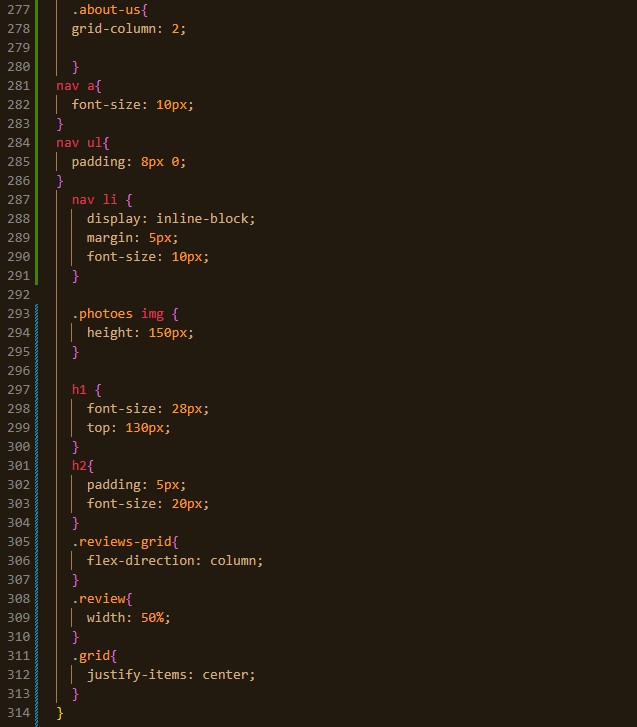 277 .about-us{
278 grid-column: 2;
279
280 }
281 nav a{
282 font-size: 10px;
283 }
284 nav ul{
285 padding: 8px 0;
286 }
287 nav li {
288 display: inline-block;
289 margin: 5px;
290 font-size: 10px;
291 }
292
293 .photoes img {
294 height: 150px;
295 }
296
297 h1 {
298 font-size: 28px;
299 top: 130px;
300 }
301 h2{
302 padding: 5px;
303 font-size: 20px;
304 }
305 .reviews-grid{
306 flex-direction: column;
307 }
308 .review{
309 width: 50%;
310 }
311 .grid{
312 justify-items: center;
313 }
314 }